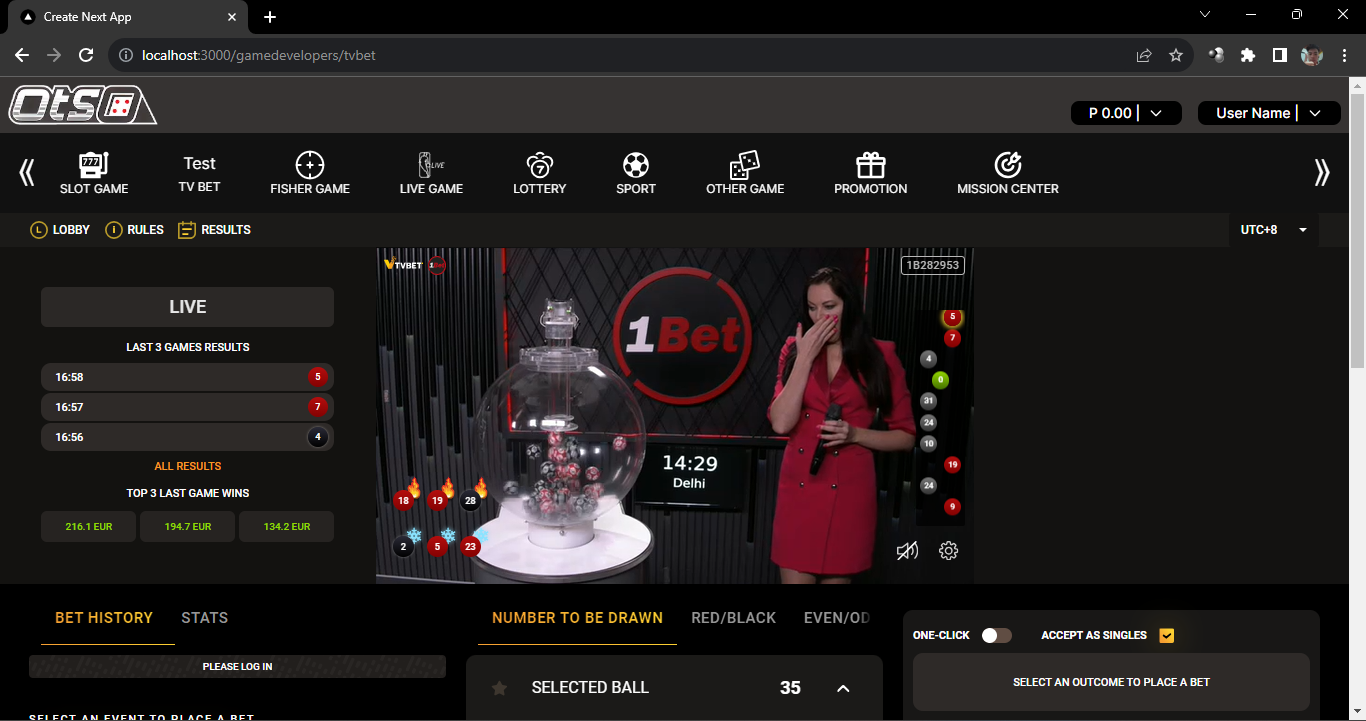 Create Next App
localhost:3000/gamedevelopers/tvbet
OtSO
P 0.00 |
User Name |
777
SLOT GAME
Test
TV BET
FISHER GAME
LIVE
LIVE GAME
7
LOTTERY
SPORT
OTHER GAME
PROMOTION
MISSION CENTER
L LOBBY
i RULES
RESULTS
UTC+8
TVBET 1Bet
1B282953
LIVE
LAST 3 GAMES RESULTS
16:58 5
16:57 7
16:56 4
ALL RESULTS
TOP 3 LAST GAME WINS
216.1 EUR 194.7 EUR 134.2 EUR
1Bet
14:29
Delhi
18 19 28
2 5 23
5
7
4
0
31
24
10
19
24
9
BET HISTORY STATS
PLEASE LOG IN
SELECT AN EVENT TO PLACE A BET
NUMBER TO BE DRAWN RED/BLACK EVEN/OD
SELECTED BALL 35
ONE-CLICK ACCEPT AS SINGLES
SELECT AN OUTCOME TO PLACE A BET